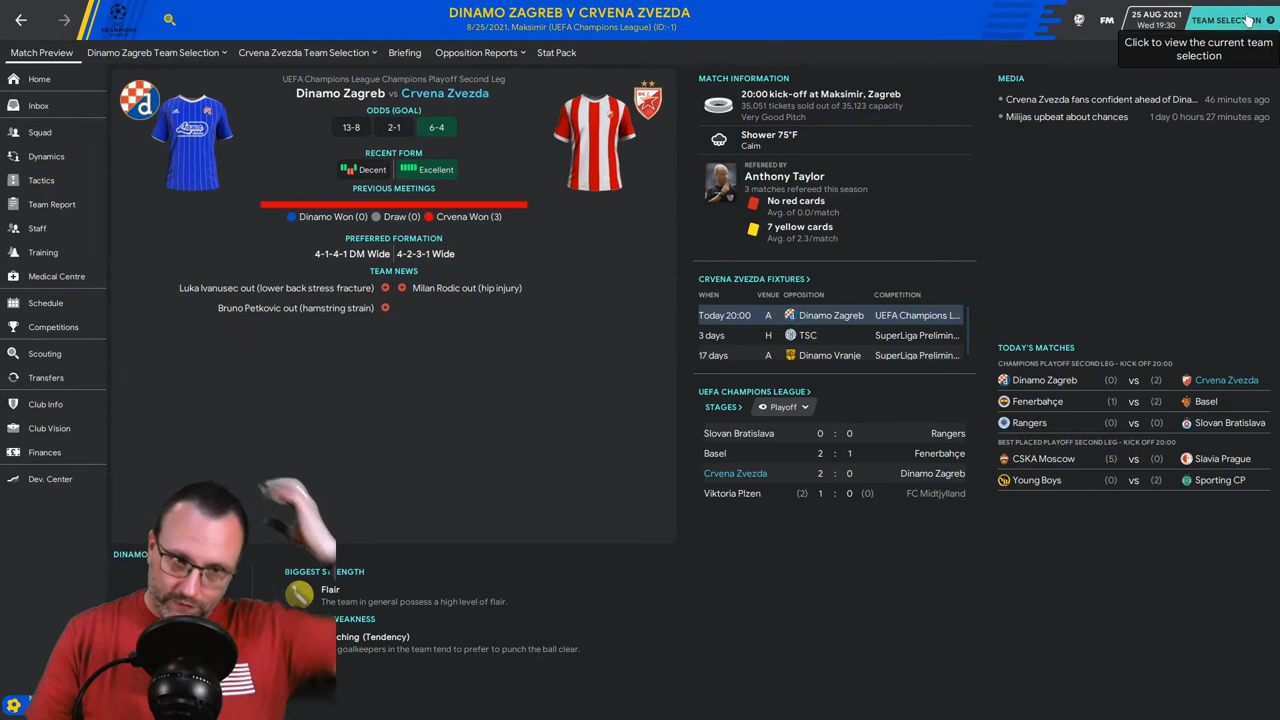 DINAMO ZAGREB V CRVENA ZVEZDA
8/25/2021, Maksimir (UEFA Champions League) (ID:-1)
FM
25 AUG 2021
Wed 19:30
TEAM SELECTION
Click to view the current team
selection
Match Preview
Dinamo Zagreb Team Selection
Crvena Zvezda Team Selection
Briefing
Opposition Reports
Stat Pack
Home
Inbox
Squad
Dynamics
Tactics
Team Report
Staff
Training
Medical Centre
Schedule
Competitions
Scouting
Transfers
Club Info
Club Vision
Finances
Dev. Center
UEFA Champions League Champions Playoff Second Leg
Dinamo Zagreb vs Crvena Zvezda
ODDS (GOAL)
13-8 2-1 6-4
RECENT FORM
Decent Excellent
PREVIOUS MEETINGS
Dinamo Won (0) Draw (0) Crvena Won (3)
PREFERRED FORMATION
4-1-4-1 DM Wide 4-2-3-1 Wide
TEAM NEWS
Luka Ivanusec out (lower back stress fracture) Milan Rodic out (hip injury)
Bruno Petkovic out (hamstring strain)
DINAMO
BIGGEST STRENGTH
Flair
The team in general possess a high level of flair.
WEAKNESS
ching (Tendency)
goalkeepers in the team tend to prefer to punch the ball clear.
MATCH INFORMATION
20:00 kick-off at Maksimir, Zagreb
35,051 tickets sold out of 35,123 capacity
Very Good Pitch
Shower 75°F
Calm
REFEREED BY
Anthony Taylor
3 matches refereed this season
No red cards
Avg. of 0.0/match
7 yellow cards
Avg. of 2.3/match
CRVENA ZVEZDA FIXTURES >
WHEN VENUE OPPOSITION COMPETITION
Today 20:00 A Dinamo Zagreb UEFA Champions L...
3 days H TSC SuperLiga Prelimin...
17 days A Dinamo Vranje SuperLiga Prelimin...
UEFA CHAMPIONS LEAGUE >
STAGES > Playoff
Slovan Bratislava 0 : 0 Rangers
Basel 2 : 1 Fenerbahçe
Crvena Zvezda 2 : 0 Dinamo Zagreb
Viktoria Plzen (2) 1 : 0 (0) FC Midtjylland
MEDIA
Crvena Zvezda fans confident ahead of Dina... 46 minutes ago
Milijas upbeat about chances 1 day 0 hours 27 minutes ago
TODAY'S MATCHES
CHAMPIONS PLAYOFF SECOND LEG - KICK OFF 20:00
Dinamo Zagreb (0) vs (2) Crvena Zvezda
Fenerbahçe (1) vs (2) Basel
Rangers (0) vs (0) Slovan Bratislava
BEST PLACED PLAYOFF SECOND LEG - KICK OFF 20:00
CSKA Moscow (5) vs (0) Slavia Prague
Young Boys (0) vs (2) Sporting CP